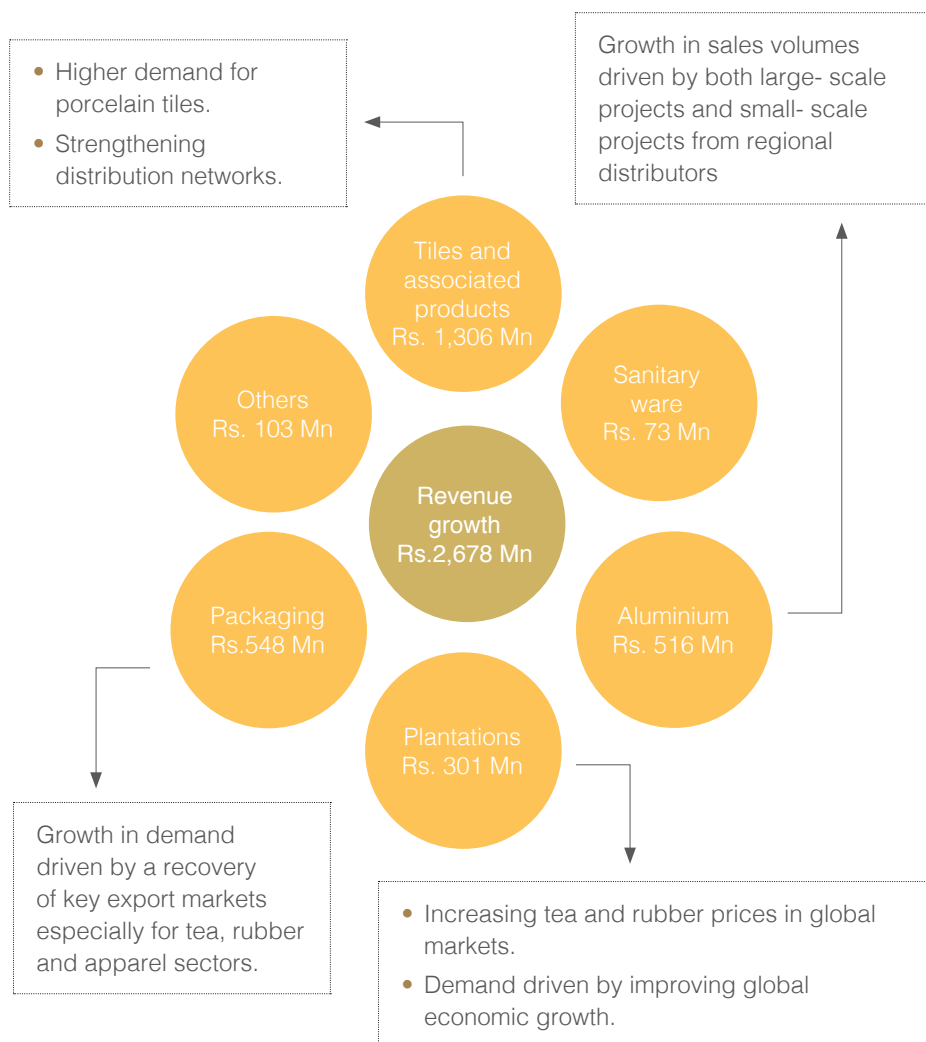 • Higher demand for
porcelain tiles.
• Strengthening
distribution networks.
Growth in sales volumes
driven by both large- scale
projects and small- scale
projects from regional
distributors
Tiles and
associated
products
Rs. 1,306 Mn
Others
Rs. 103 Mn
Sanitary
ware
Rs. 73 Mn
Revenue
growth
Rs.2,678 Mn
Packaging
Rs.548 Mn
Aluminium
Rs. 516 Mn
Plantations
Rs. 301 Mn
Growth in demand
driven by a recovery
of key export markets
especially for tea, rubber
and apparel sectors.
• Increasing tea and rubber prices in global
markets.
• Demand driven by improving global
economic growth.